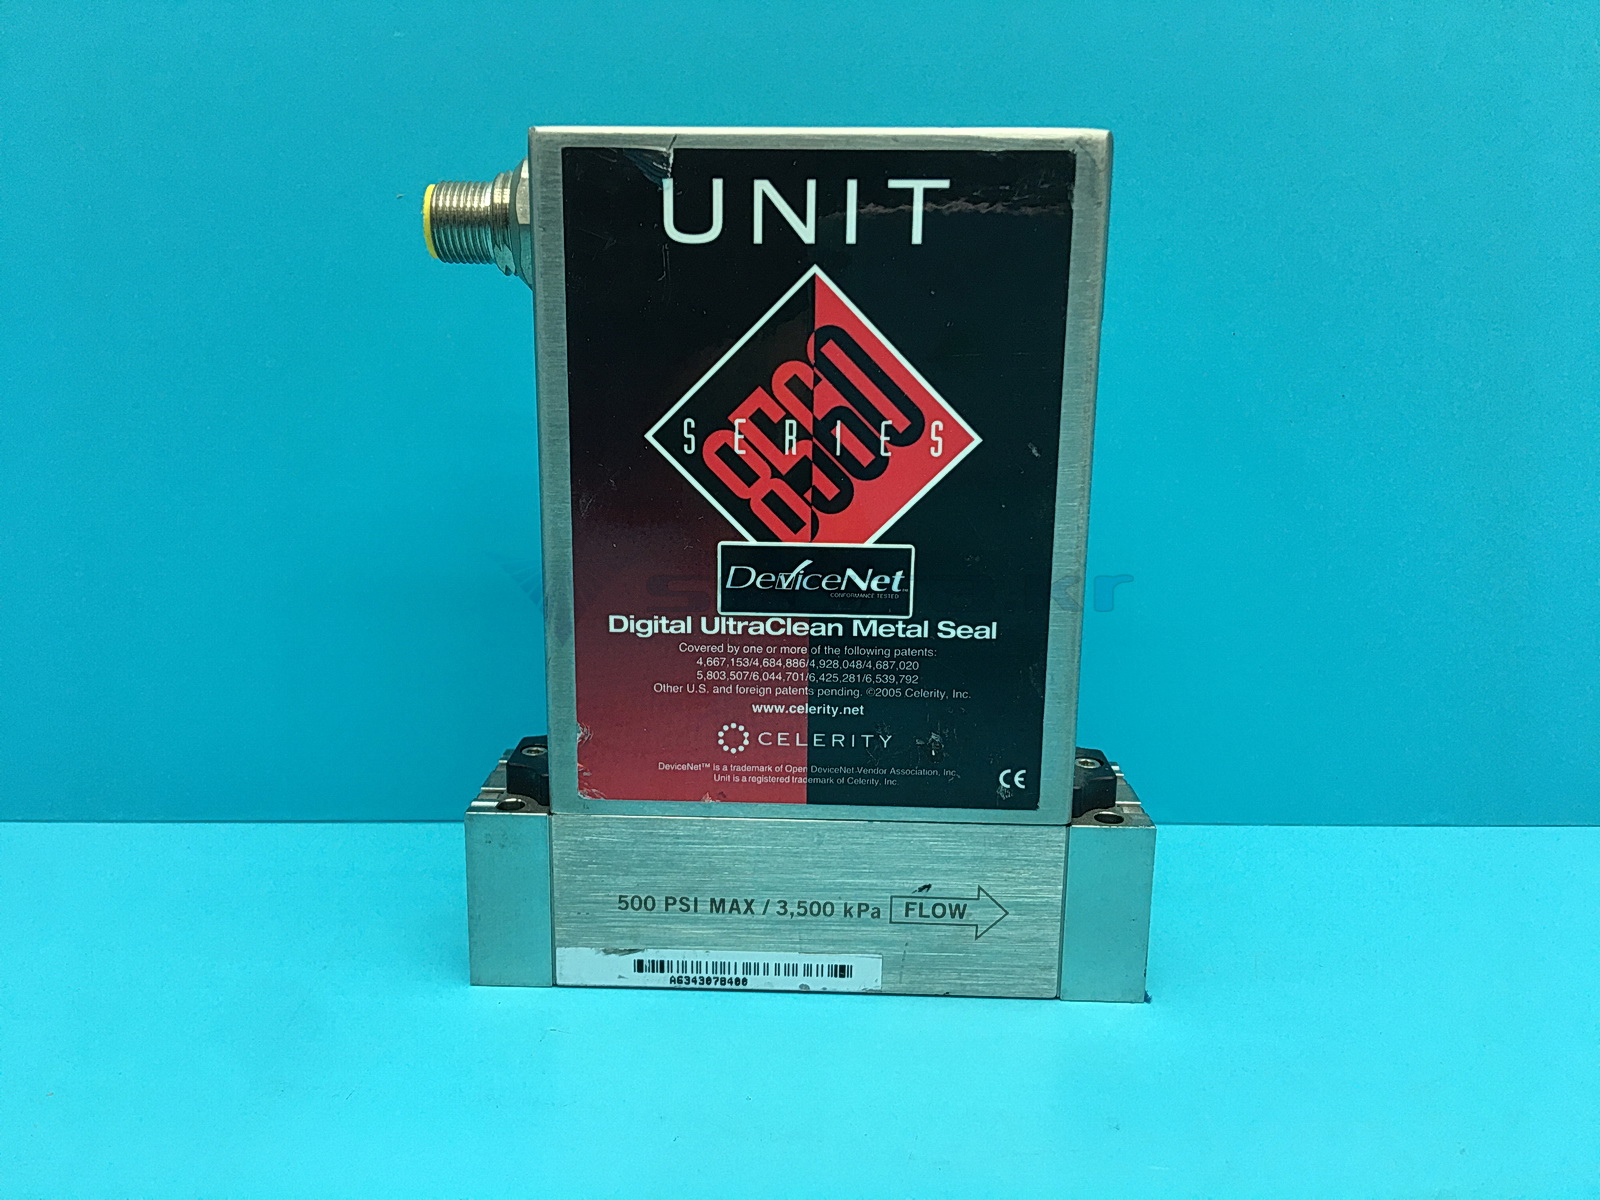 UNIT
8560
SERIES
DeviceNet™
CONFORMANCE TESTED
Digital UltraClean Metal Seal
Covered by one or more of the following patents:
4,667,153/4,684,886/4,928,048/4,687,020
5,803,507/6,044,701/6,425,281/6,539,792
Other U.S. and foreign patents pending. ©2005 Celerity, Inc.
www.celerity.net
CELERITY
DeviceNet™ is a trademark of Open DeviceNet Vendor Association, Inc.
Unit is a registered trademark of Celerity, Inc.
CE
500 PSI MAX / 3,500 kPa FLOW
A6343078400